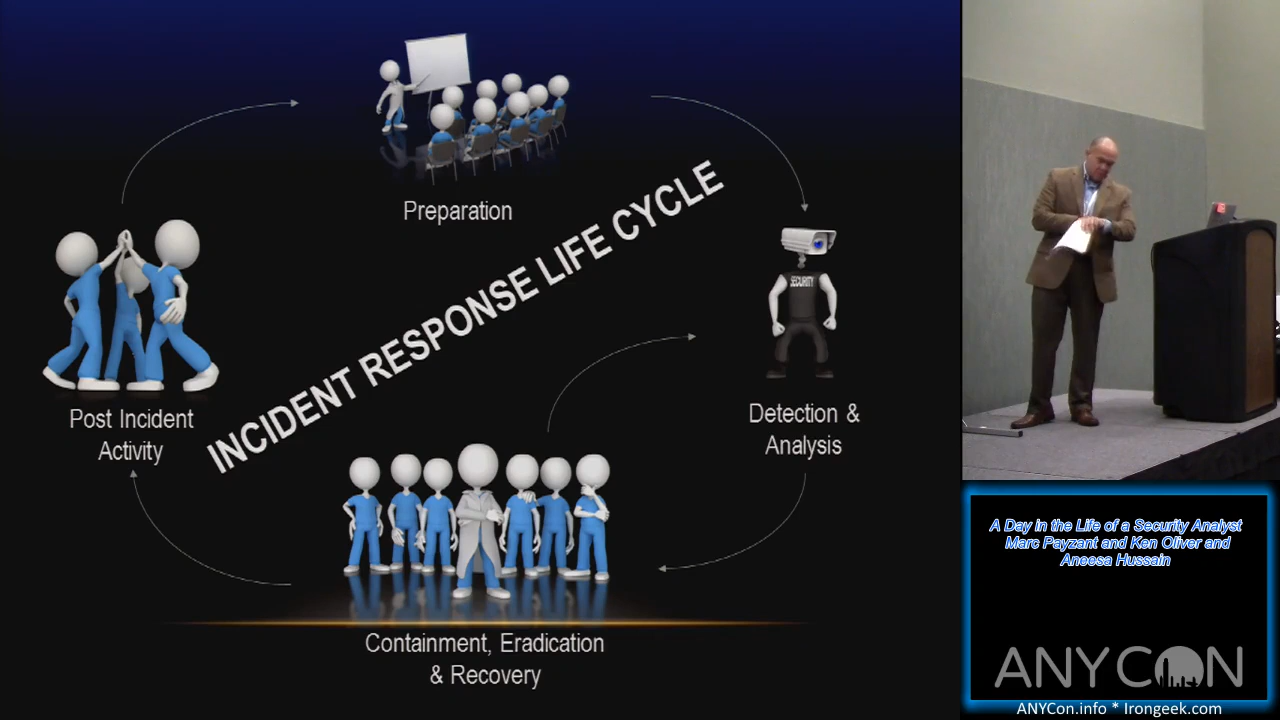 Preparation
INCIDENT RESPONSE LIFE CYCLE
SECURITY
Post Incident
Activity
Detection &
Analysis
Containment, Eradication
& Recovery
A Day in the Life of a Security Analyst
Marc Payzant and Ken Oliver and
Aneesa Hussain
ANYCON
ANYCon.info * Irongeek.com